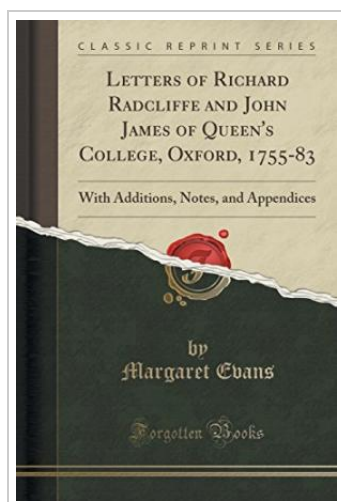 CLASSIC REPRINT SERIES
LETTERS OF RICHARD
RADCLIFFE AND JOHN
JAMES OF QUEEN'S
COLLEGE, OXFORD, 1755-83
With Additions, Notes, and Appendices
by
Margaret Evans
Forgotten Books